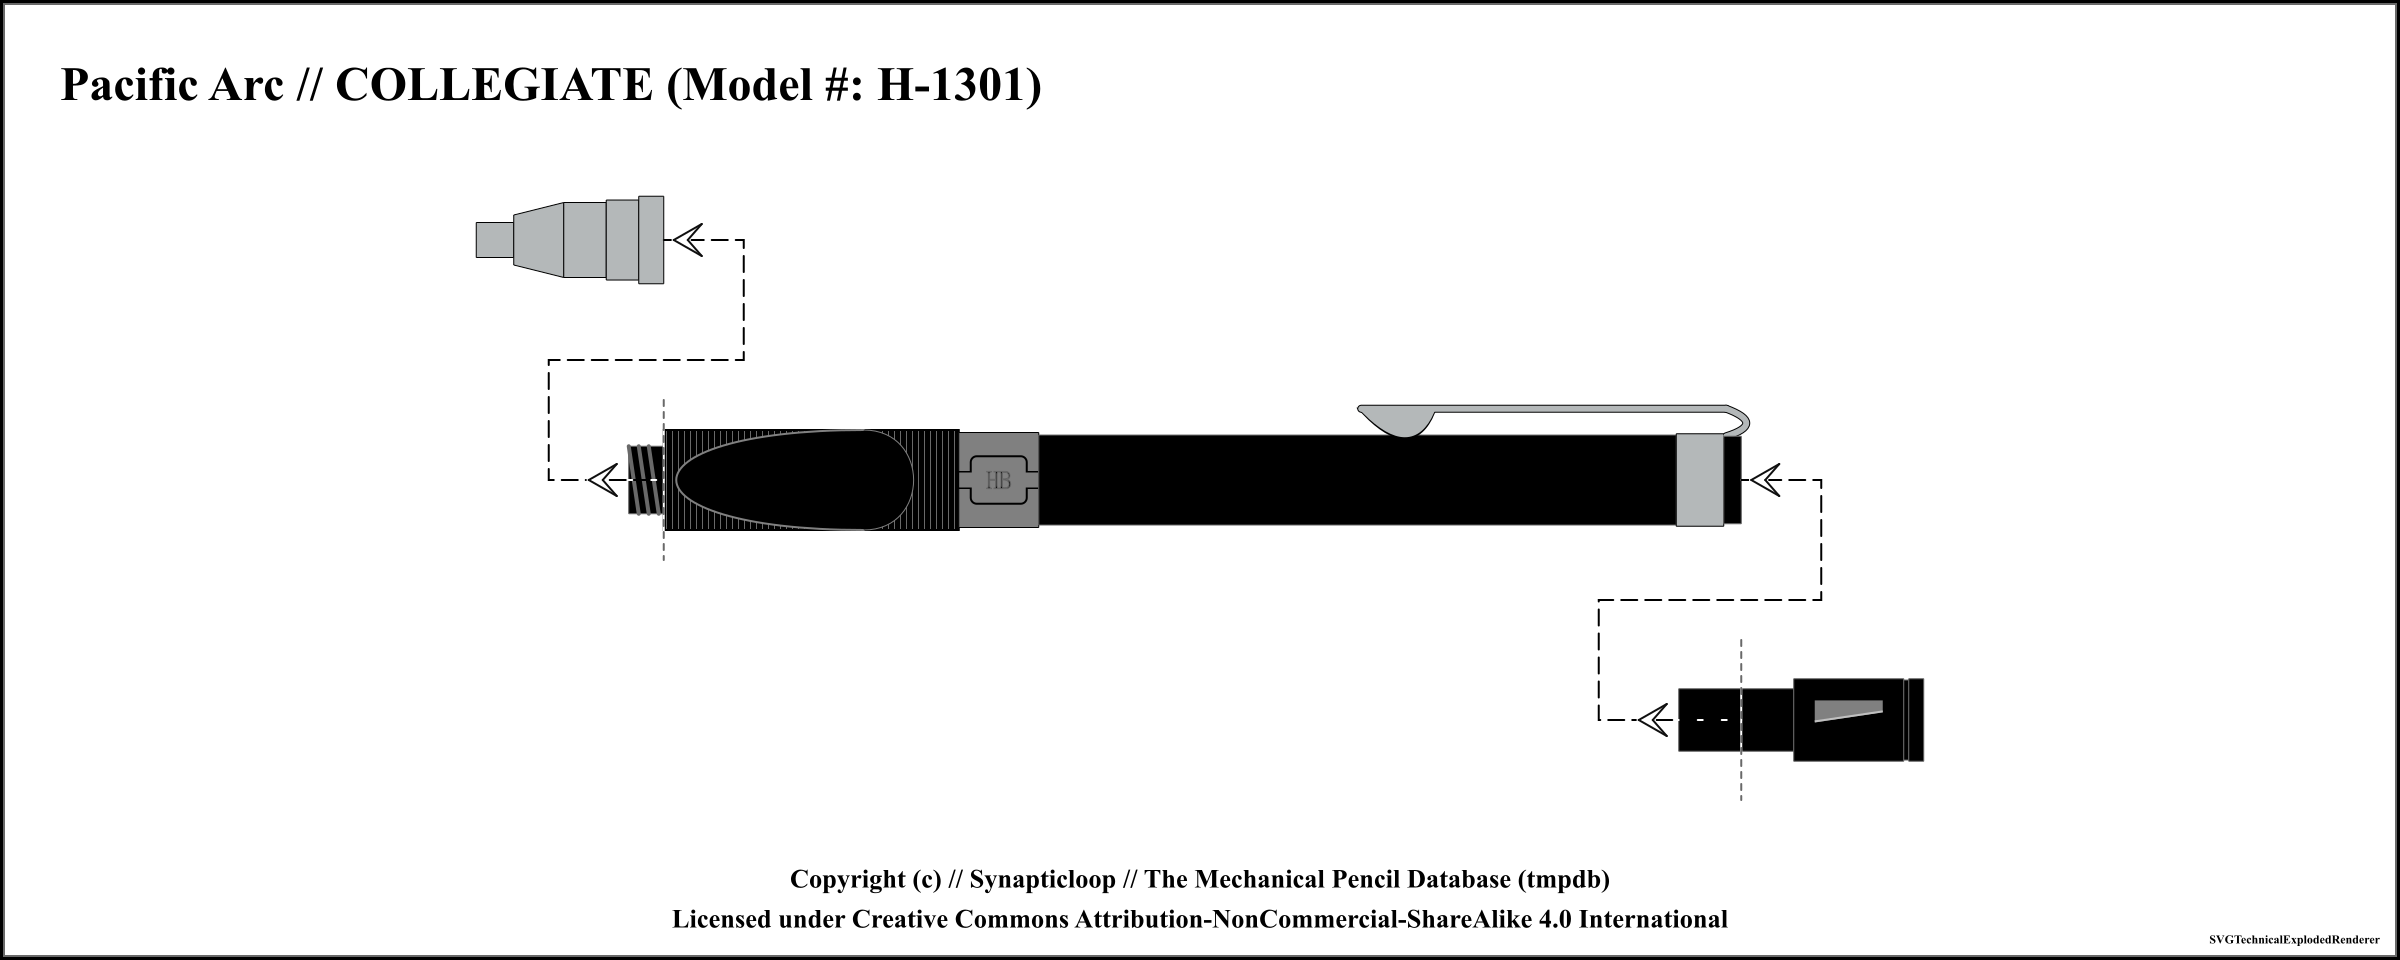 Pacific Arc // COLLEGIATE (Model #: H-1301)
HB
Copyright (c) // Synapticloop // The Mechanical Pencil Database (tmpdb)
Licensed under Creative Commons Attribution-NonCommercial-ShareAlike 4.0 International
SVGTechnicalExplodedRenderer